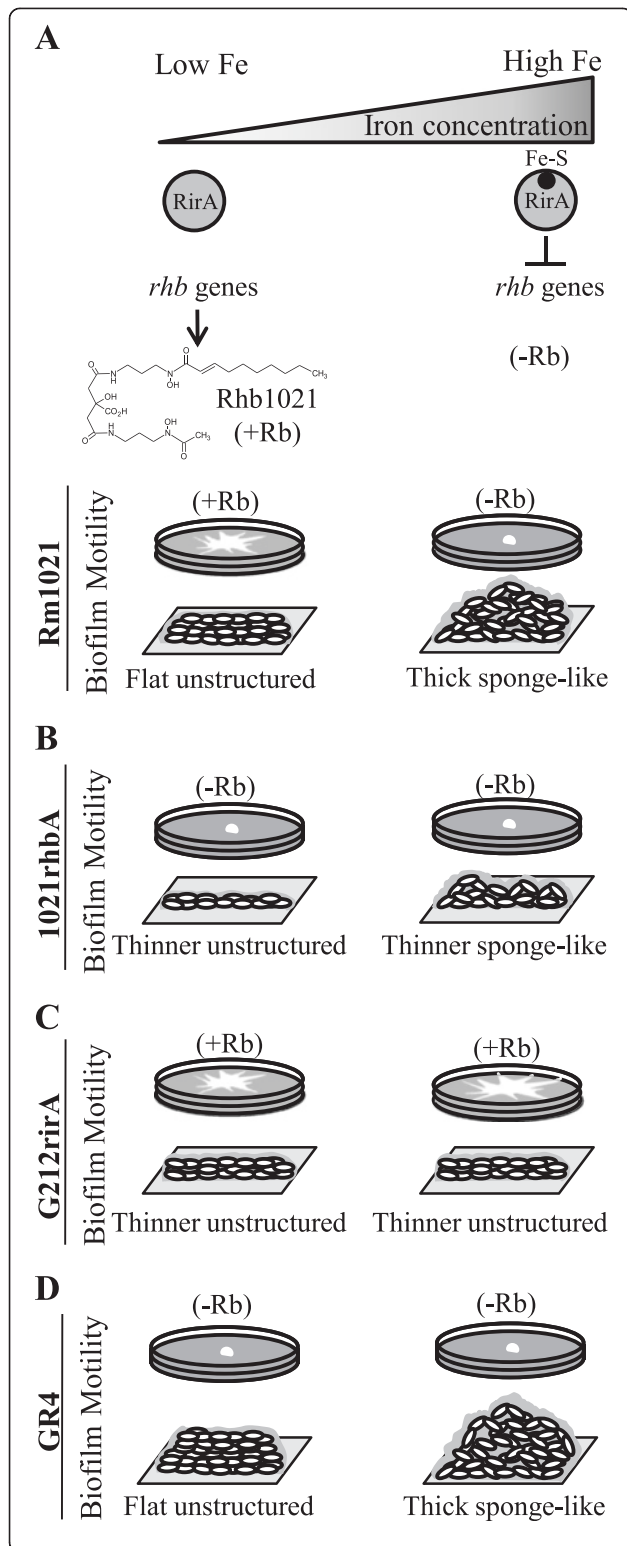 A
Low Fe
High Fe
Iron concentration
Fe-S
RirA
RirA
rhb genes
rhb genes
O
N
H
O
N
OH
CH3
OH
CO2H
O
N
H
OH
N
CH3
O
Rhb1021
(+Rb)
(-Rb)
Rm1021
Biofilm Motility
(+Rb)
(-Rb)
Flat unstructured
Thick sponge-like
B
1021rhbA
Biofilm Motility
(-Rb)
(-Rb)
Thinner unstructured
Thinner sponge-like
C
G212rirA
Biofilm Motility
(+Rb)
(+Rb)
Thinner unstructured
Thinner unstructured
D
GR4
Biofilm Motility
(-Rb)
(-Rb)
Flat unstructured
Thick sponge-like